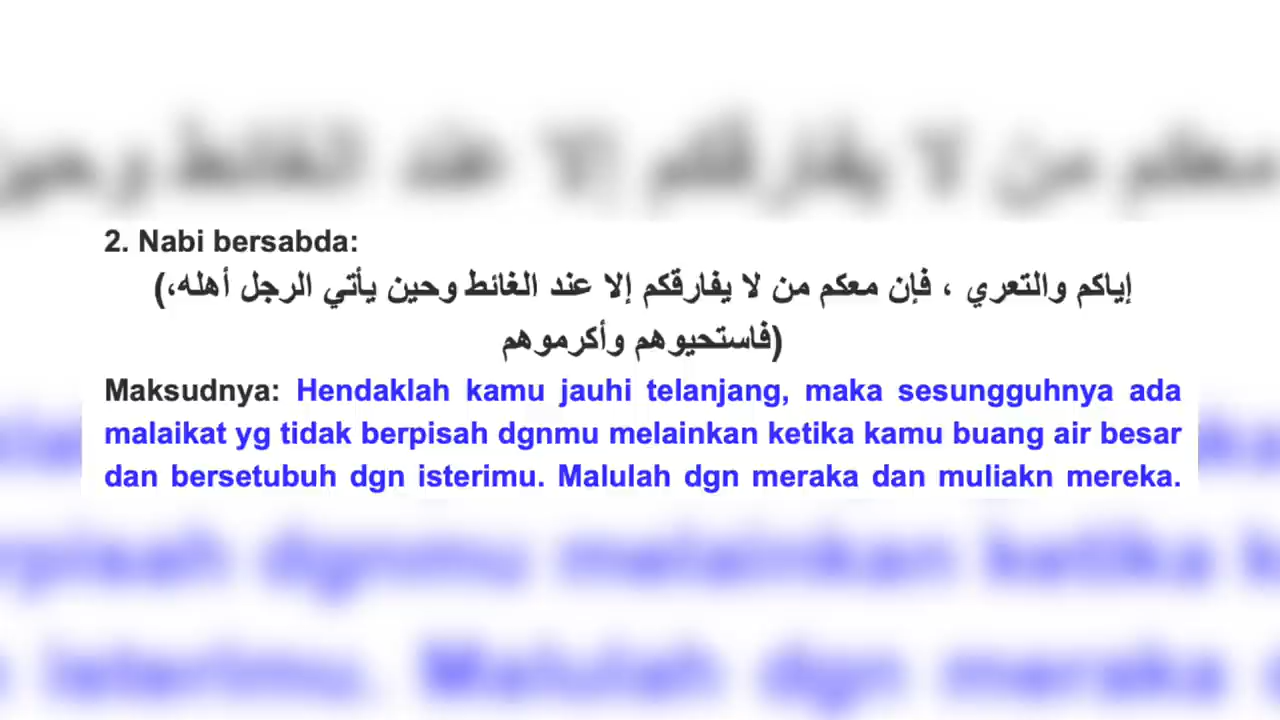 2. Nabi bersabda:
(إياكم والتعري ، فإن معكم من لا يفارقكم إلا عند الغائط وحين يأتي الرجل أهله،
فاستحيوهم وأكرموهم)
Maksudnya: Hendaklah kamu jauhi telanjang, maka sesungguhnya ada
malaikat yg tidak berpisah dgnmu melainkan ketika kamu buang air besar
dan bersetubuh dgn isterimu. Malulah dgn meraka dan muliakn mereka.